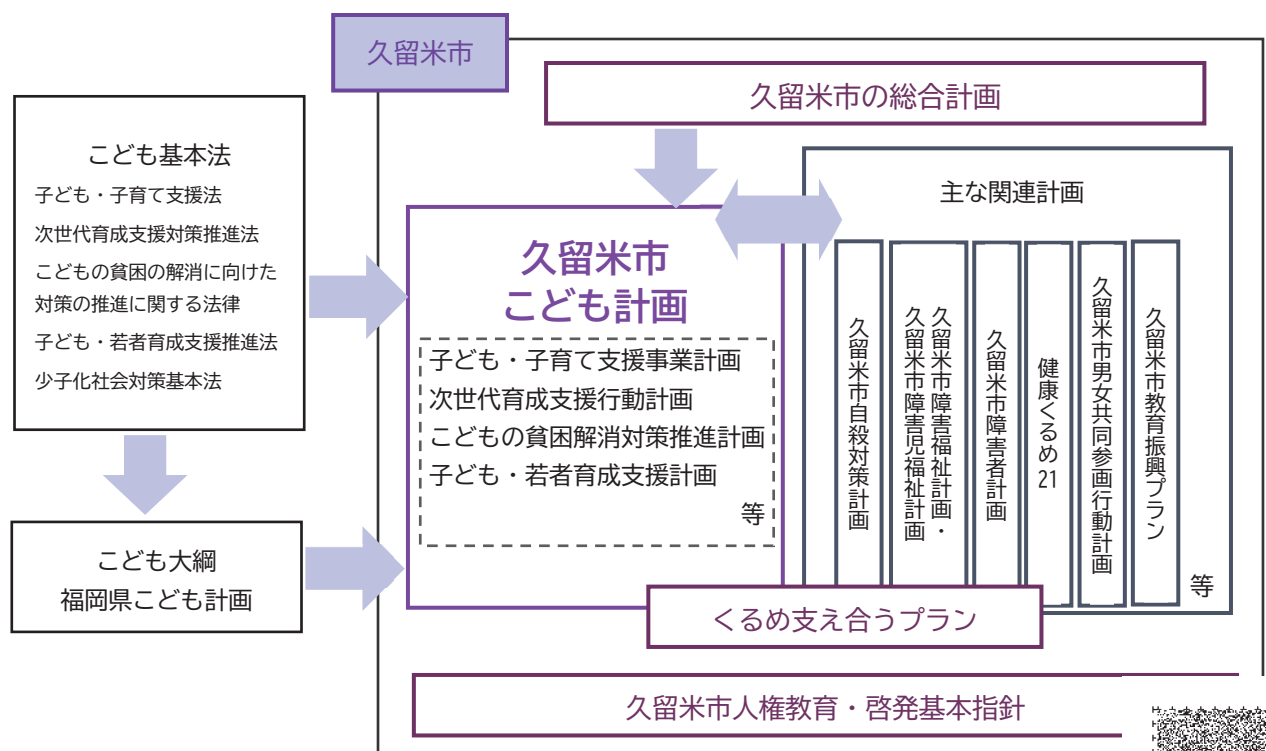 久留米市
久留米市の総合計画
こども基本法
子ども・子育て支援法
次世代育成支援対策推進法
こどもの貧困の解消に向けた
対策の推進に関する法律
子ども・若者育成支援推進法
少子化社会対策基本法
こども大綱
福岡県こども計画
久留米市
こども計画
子ども・子育て支援事業計画
次世代育成支援行動計画
こどもの貧困解消対策推進計画
子ども・若者育成支援計画
等
主な関連計画
久留米市自殺対策計画
久留米市障害福祉計画・
久留米市障害児福祉計画
久留米市障害者計画
健康くるめ21
久留米市男女共同参画行動計画
久留米市教育振興プラン
等
くるめ支え合うプラン
久留米市人権教育・啓発基本指針